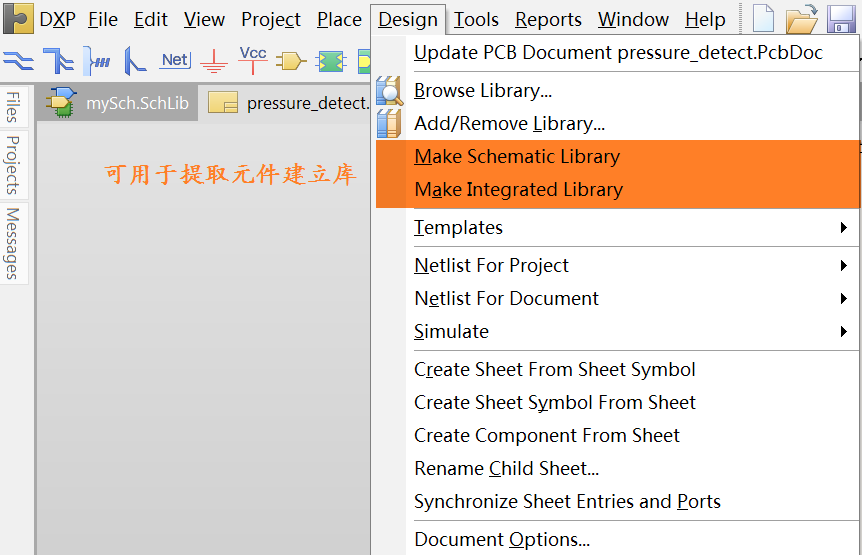 DXP File Edit View Project Place Design Tools Reports Window Help
Net Vcc
Update PCB Document pressure_detect.PcbDoc
Browse Library...
Add/Remove Library...
Make Schematic Library
Make Integrated Library
Templates
Netlist For Project
Netlist For Document
Simulate
Create Sheet From Sheet Symbol
Create Sheet Symbol From Sheet
Create Component From Sheet
Rename Child Sheet...
Synchronize Sheet Entries and Ports
Document Options...
mySch.SchLib pressure_detect.
Files
Projects
Messages
可用于提取元件建立库